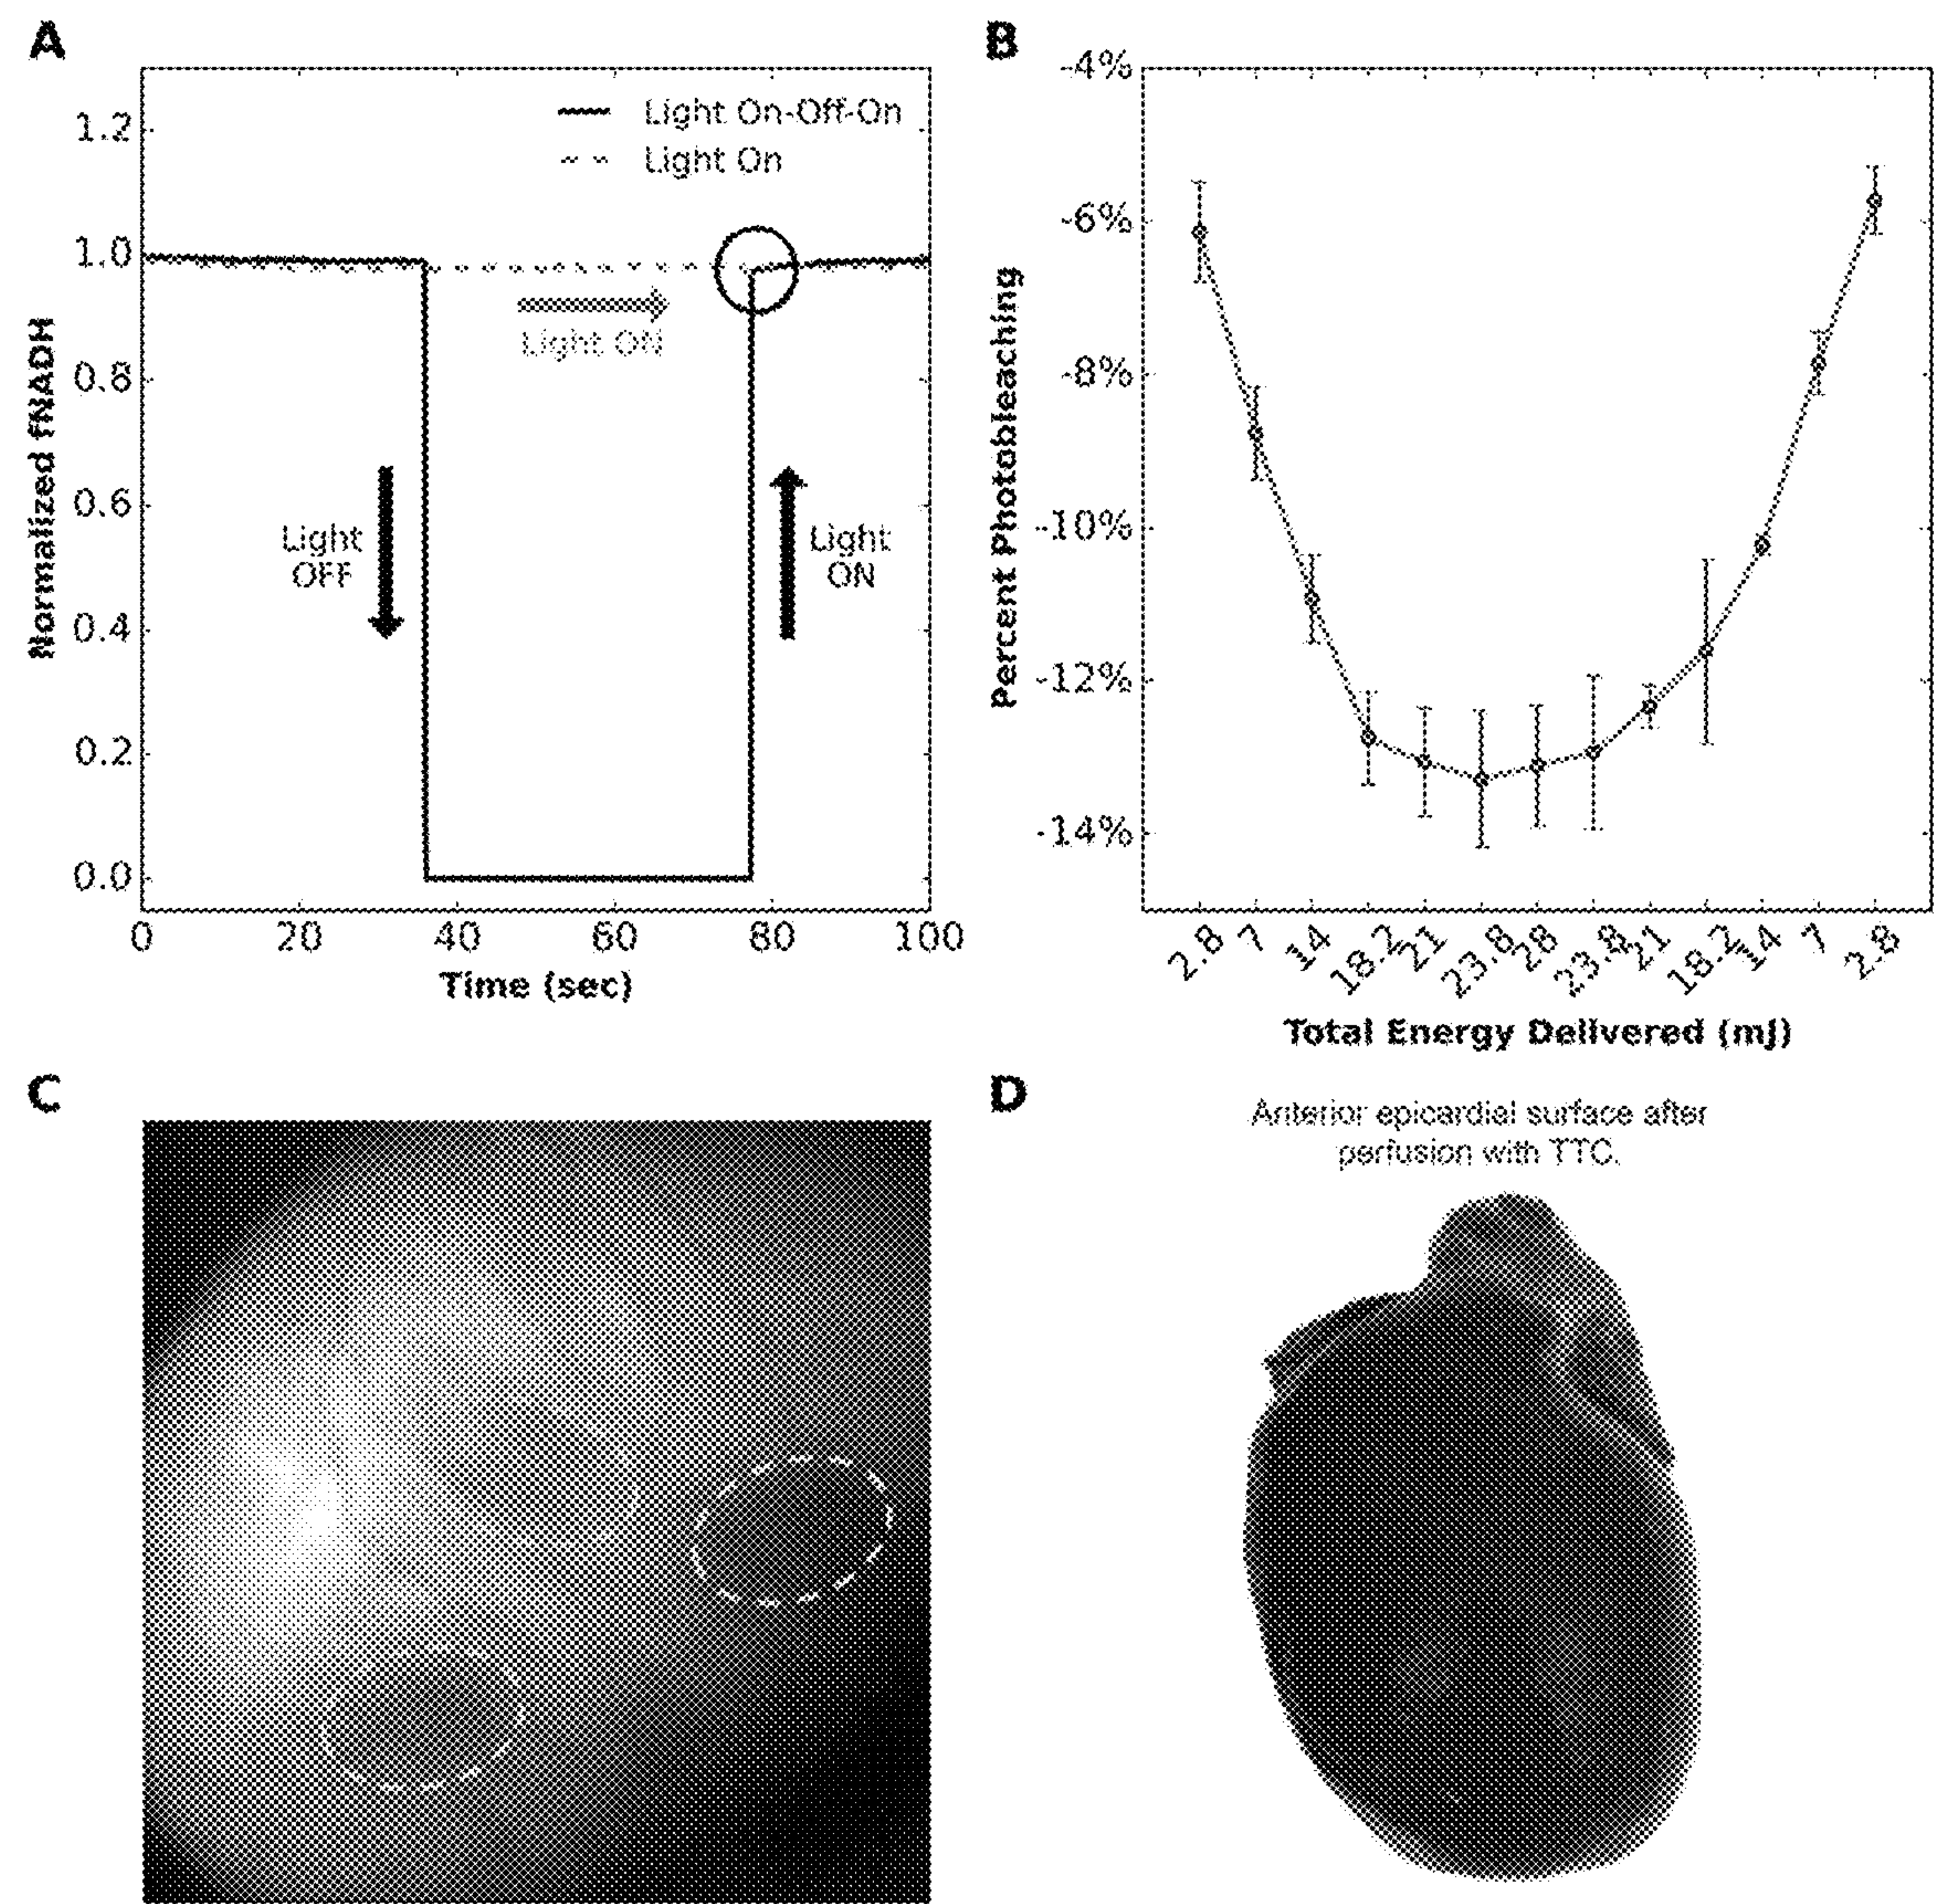 A
Normalized fNADH
1.2
1.0
0.8
0.6
0.4
0.2
0.0
0 20 40 60 80 100
Time (sec)
Light On-Off-On
Light On
Light ON
Light
OFF
Light
ON
B
Percent Photobleaching
-4%
-6%
-8%
-10%
-12%
-14%
2.8 7 14 18.2 21 23.8 28 23.8 21 18.2 14 7 2.8
Total Energy Delivered (mJ)
C
D
Anterior epicardial surface after
perfusion with TTC.